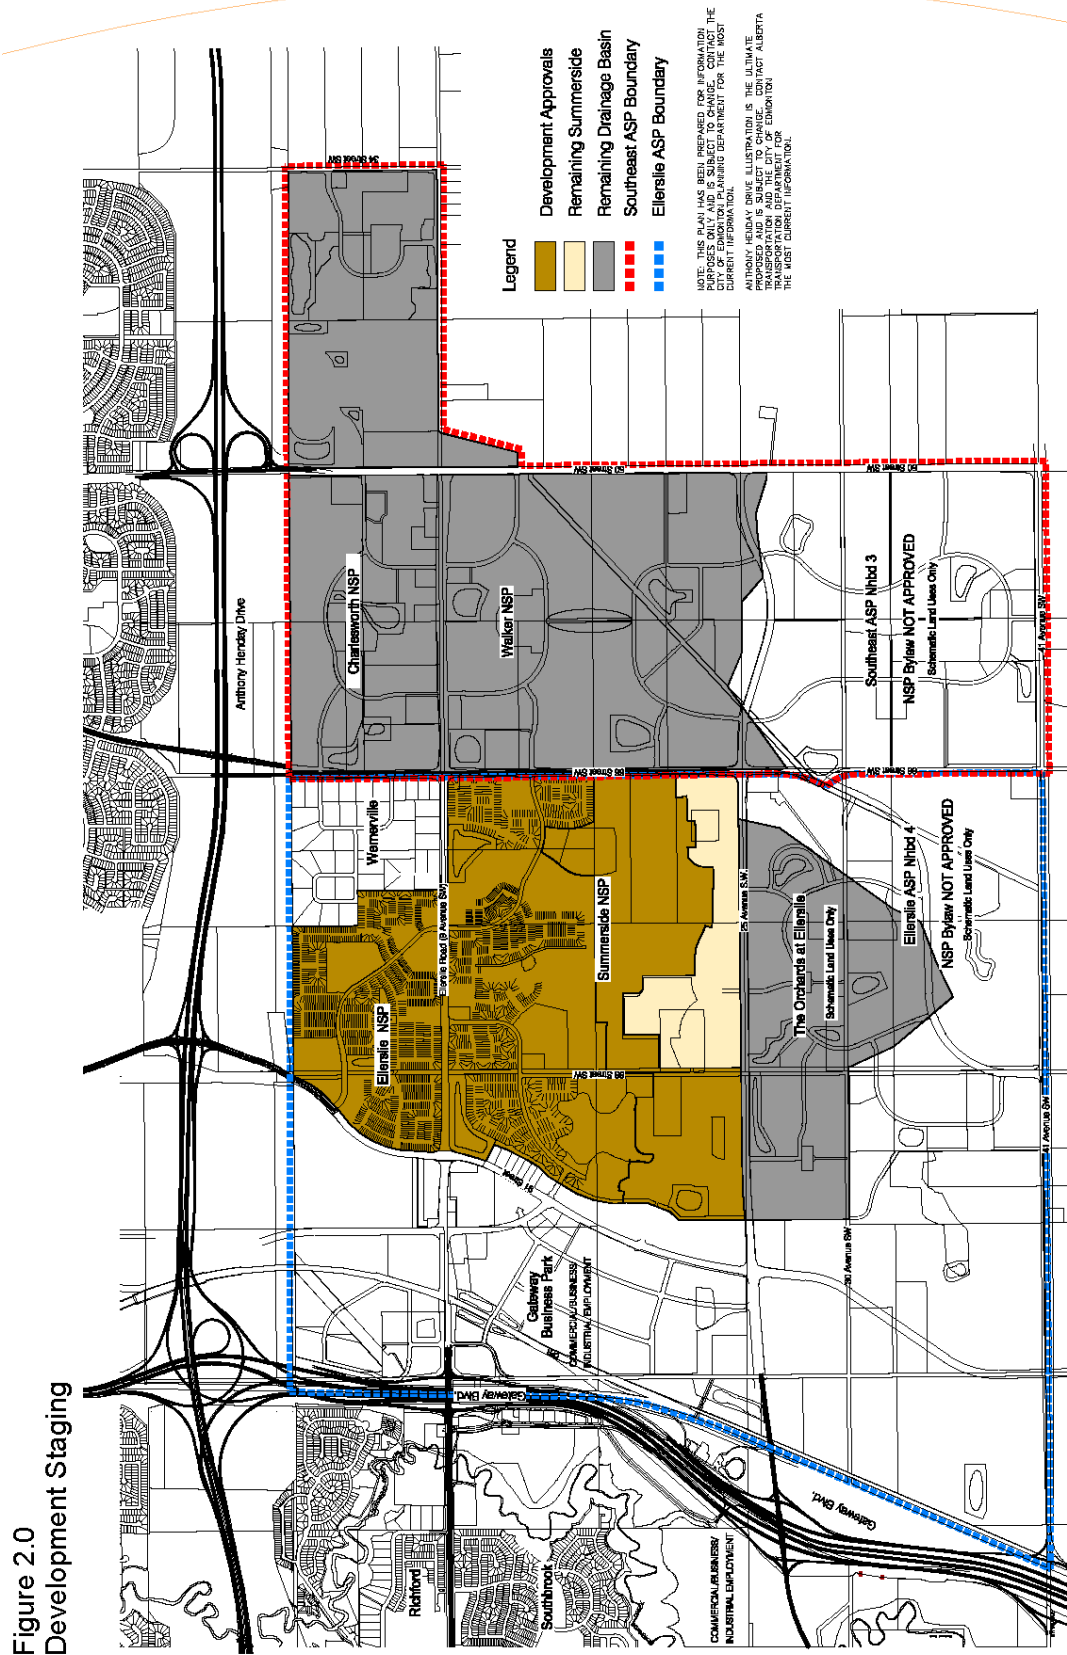 Figure 2.0
Development Staging
Legend
Development Approvals
Remaining Summerside
Remaining Drainage Basin
Southeast ASP Boundary
Ellerslie ASP Boundary
NOTE: THIS PLAN HAS BEEN PREPARED FOR INFORMATION
PURPOSES ONLY AND IS SUBJECT TO CHANGE. CONTACT THE
CITY OF EDMONTON PLANNING DEPARTMENT FOR THE MOST
CURRENT INFORMATION.
ANTHONY HENDAY DRIVE ILLUSTRATION IS THE ULTIMATE
PROPOSED AND IS SUBJECT TO CHANGE. CONTACT ALBERTA
TRANSPORTATION AND THE CITY OF EDMONTON
TRANSPORTATION DEPARTMENT FOR
THE MOST CURRENT INFORMATION.
34 Street SW
Anthony Henday Drive
Charlesworth NSP
Walker NSP
50 Street SW
50 Street SW
Southeast ASP Nhbd 3
NSP Bylaw NOT APPROVED
Schematic Land Uses Only
41 Avenue SW
66 Street SW
66 Street SW
Wernerville
Ellerslie Road (9 Avenue SW)
Ellerslie NSP
Summerside NSP
25 Avenue S.W.
The Orchards at Ellerslie
Schematic Land Uses Only
Ellerslie ASP Nhbd 4
NSP Bylaw NOT APPROVED
Schematic Land Uses Only
66 Street SW
91 Street
41 Avenue SW
30 Avenue SW
Gateway
Business Park
COMMERCIAL/BUSINESS/
INDUSTRIAL EMPLOYMENT
Gateway Blvd.
Gateway Blvd.
Gateway Blvd.
Richford
Southbrook
COMMERCIAL/BUSINESS/
INDUSTRIAL EMPLOYMENT